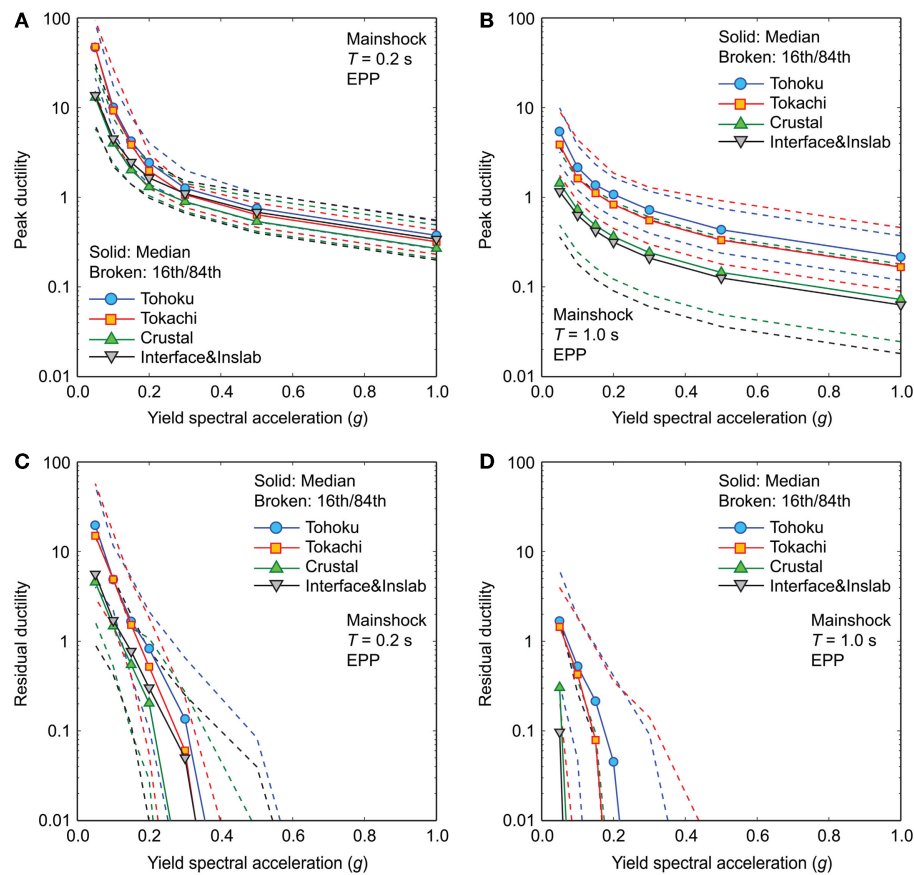 A
100
10
1
0.1
0.01
Peak ductility
Mainshock
T = 0.2 s
EPP
Solid: Median
Broken: 16th/84th
Tohoku
Tokachi
Crustal
Interface&Inslab
0.0 0.2 0.4 0.6 0.8 1.0
Yield spectral acceleration (g)
B
100
10
1
0.1
0.01
Peak ductility
Solid: Median
Broken: 16th/84th
Tohoku
Tokachi
Crustal
Interface&Inslab
Mainshock
T = 1.0 s
EPP
0.0 0.2 0.4 0.6 0.8 1.0
Yield spectral acceleration (g)
C
100
10
1
0.1
0.01
Residual ductility
Solid: Median
Broken: 16th/84th
Tohoku
Tokachi
Crustal
Interface&Inslab
Mainshock
T = 0.2 s
EPP
0.0 0.2 0.4 0.6 0.8 1.0
Yield spectral acceleration (g)
D
100
10
1
0.1
0.01
Residual ductility
Solid: Median
Broken: 16th/84th
Tohoku
Tokachi
Crustal
Interface&Inslab
Mainshock
T = 1.0 s
EPP
0.0 0.2 0.4 0.6 0.8 1.0
Yield spectral acceleration (g)